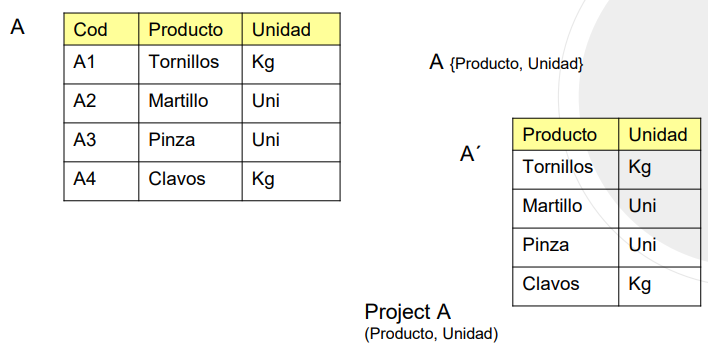 A
Cod Producto Unidad
A1 Tornillos Kg
A2 Martillo Uni
A3 Pinza Uni
A4 Clavos Kg
A {Producto, Unidad}
A´
Producto Unidad
Tornillos Kg
Martillo Uni
Pinza Uni
Clavos Kg
Project A
(Producto, Unidad)